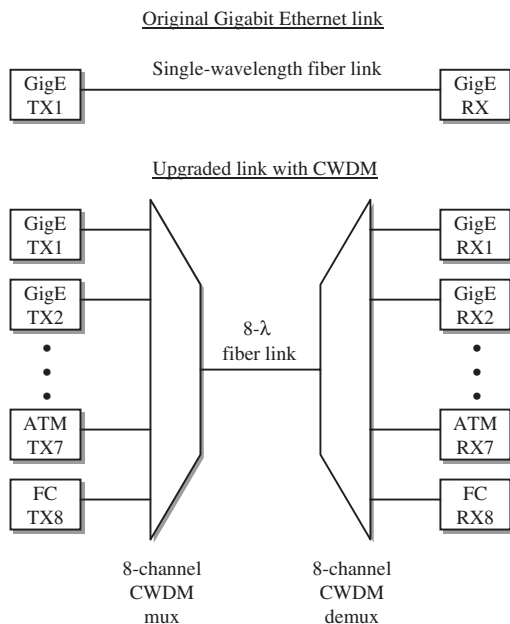 Original Gigabit Ethernet link
Single-wavelength fiber link
GigE
TX1
GigE
RX
Upgraded link with CWDM
GigE
TX1
GigE
RX1
GigE
TX2
GigE
RX2
8-λ
fiber link
ATM
TX7
ATM
RX7
FC
TX8
FC
RX8
8-channel
CWDM
mux
8-channel
CWDM
demux